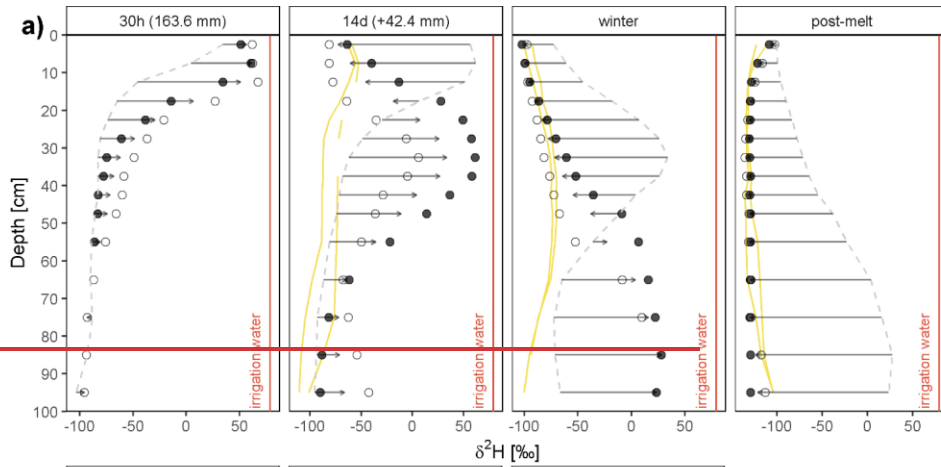 a)
30h (163.6 mm)
14d (+42.4 mm)
winter
post-melt
0
10
20
30
40
50
60
70
80
90
100
Depth [cm]
irrigation water
irrigation water
irrigation water
irrigation water
-100 -50 0 50
-100 -50 0 50
-100 -50 0 50
-100 -50 0 50
δ²H [‰]